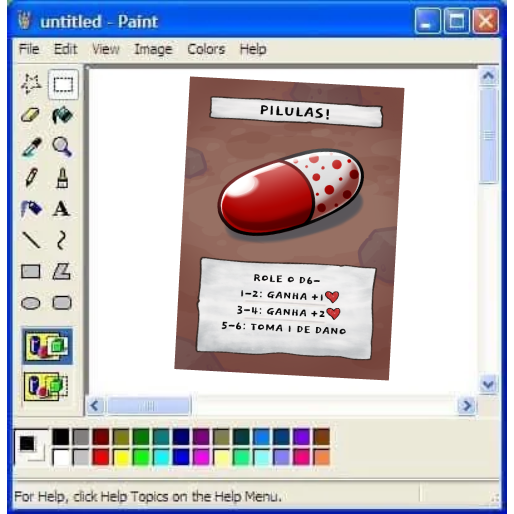 untitled - Paint
File Edit View Image Colors Help
PILULAS!
ROLE O D6-
1-2: GANHA +1
3-4: GANHA +2
5-6: TOMA 1 DE DANO
A
For Help, click Help Topics on the Help Menu.